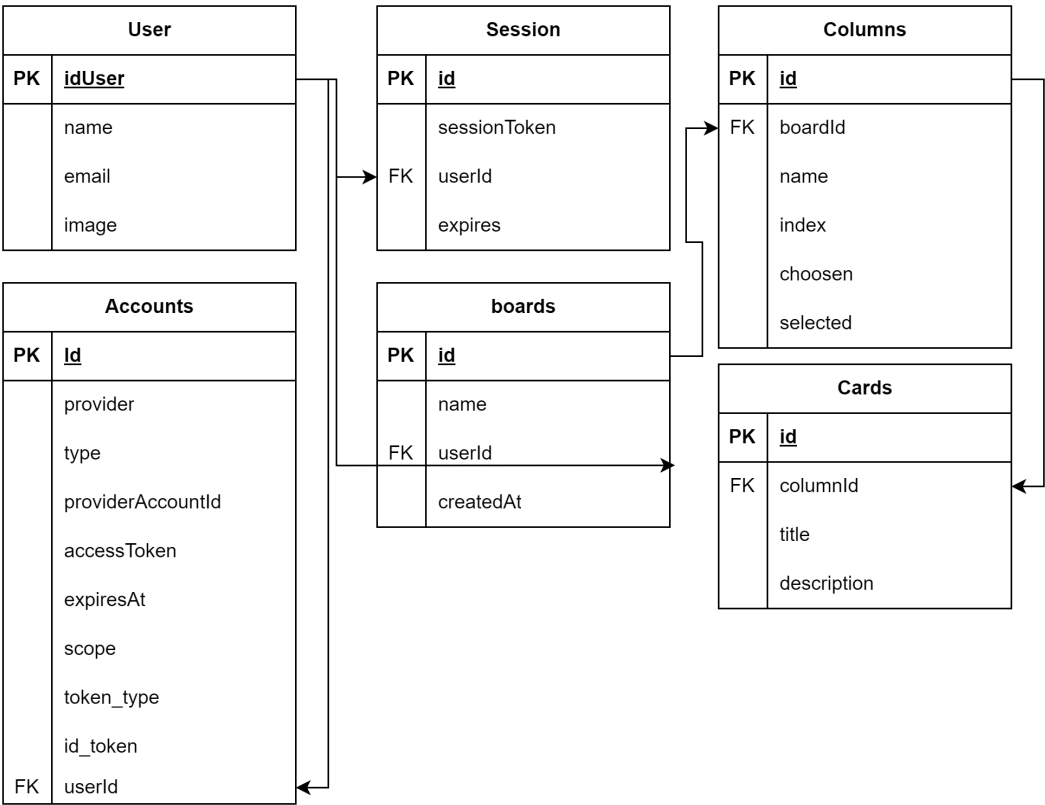 User
PK idUser
name
email
image
Accounts
PK Id
provider
type
providerAccountId
accessToken
expiresAt
scope
token_type
id_token
FK userId
Session
PK id
sessionToken
FK userId
expires
boards
PK id
name
FK userId
createdAt
Columns
PK id
FK boardId
name
index
choosen
selected
Cards
PK id
FK columnId
title
description